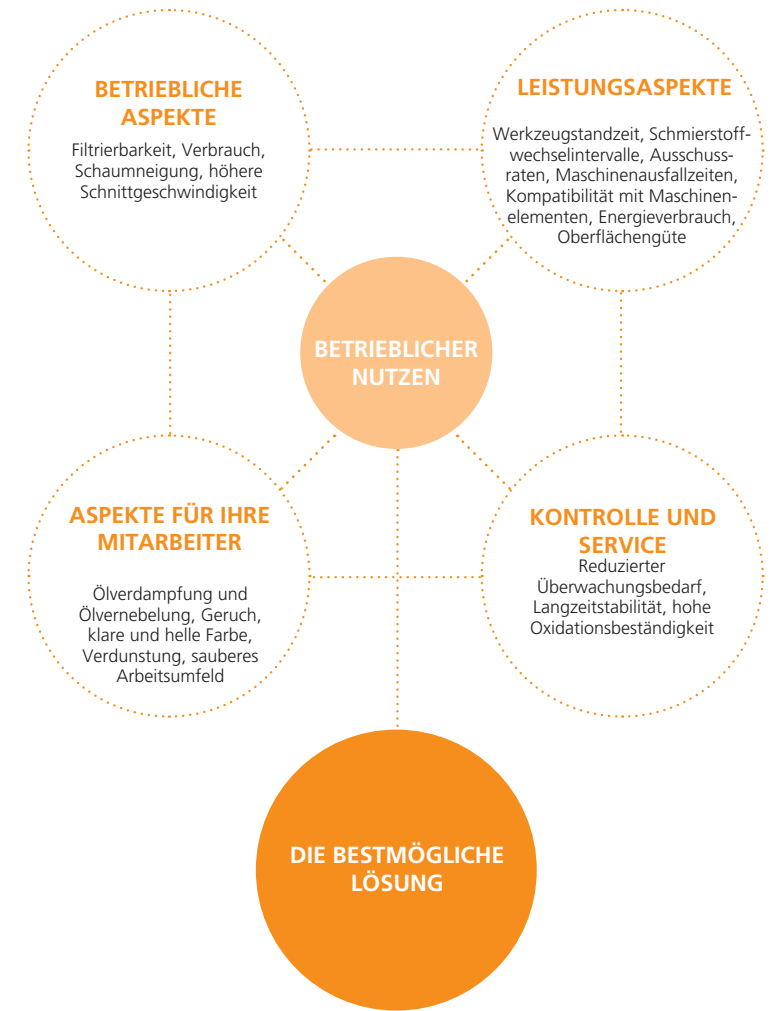 BETRIEBLICHE
ASPEKTE
Filtrierbarkeit, Verbrauch,
Schaumneigung, höhere
Schnittgeschwindigkeit
LEISTUNGSASPEKTE
Werkzeugstandzeit, Schmierstoff-
wechselintervalle, Ausschuss-
raten, Maschinenausfallzeiten,
Kompatibilität mit Maschinen-
elementen, Energieverbrauch,
Oberflächengüte
BETRIEBLICHER
NUTZEN
ASPEKTE FÜR IHRE
MITARBEITER
Ölverdampfung und
Ölvernebelung, Geruch,
klare und helle Farbe,
Verdunstung, sauberes
Arbeitsumfeld
KONTROLLE UND
SERVICE
Reduzierter
Überwachungsbedarf,
Langzeitstabilität, hohe
Oxidationsbeständigkeit
DIE BESTMÖGLICHE
LÖSUNG